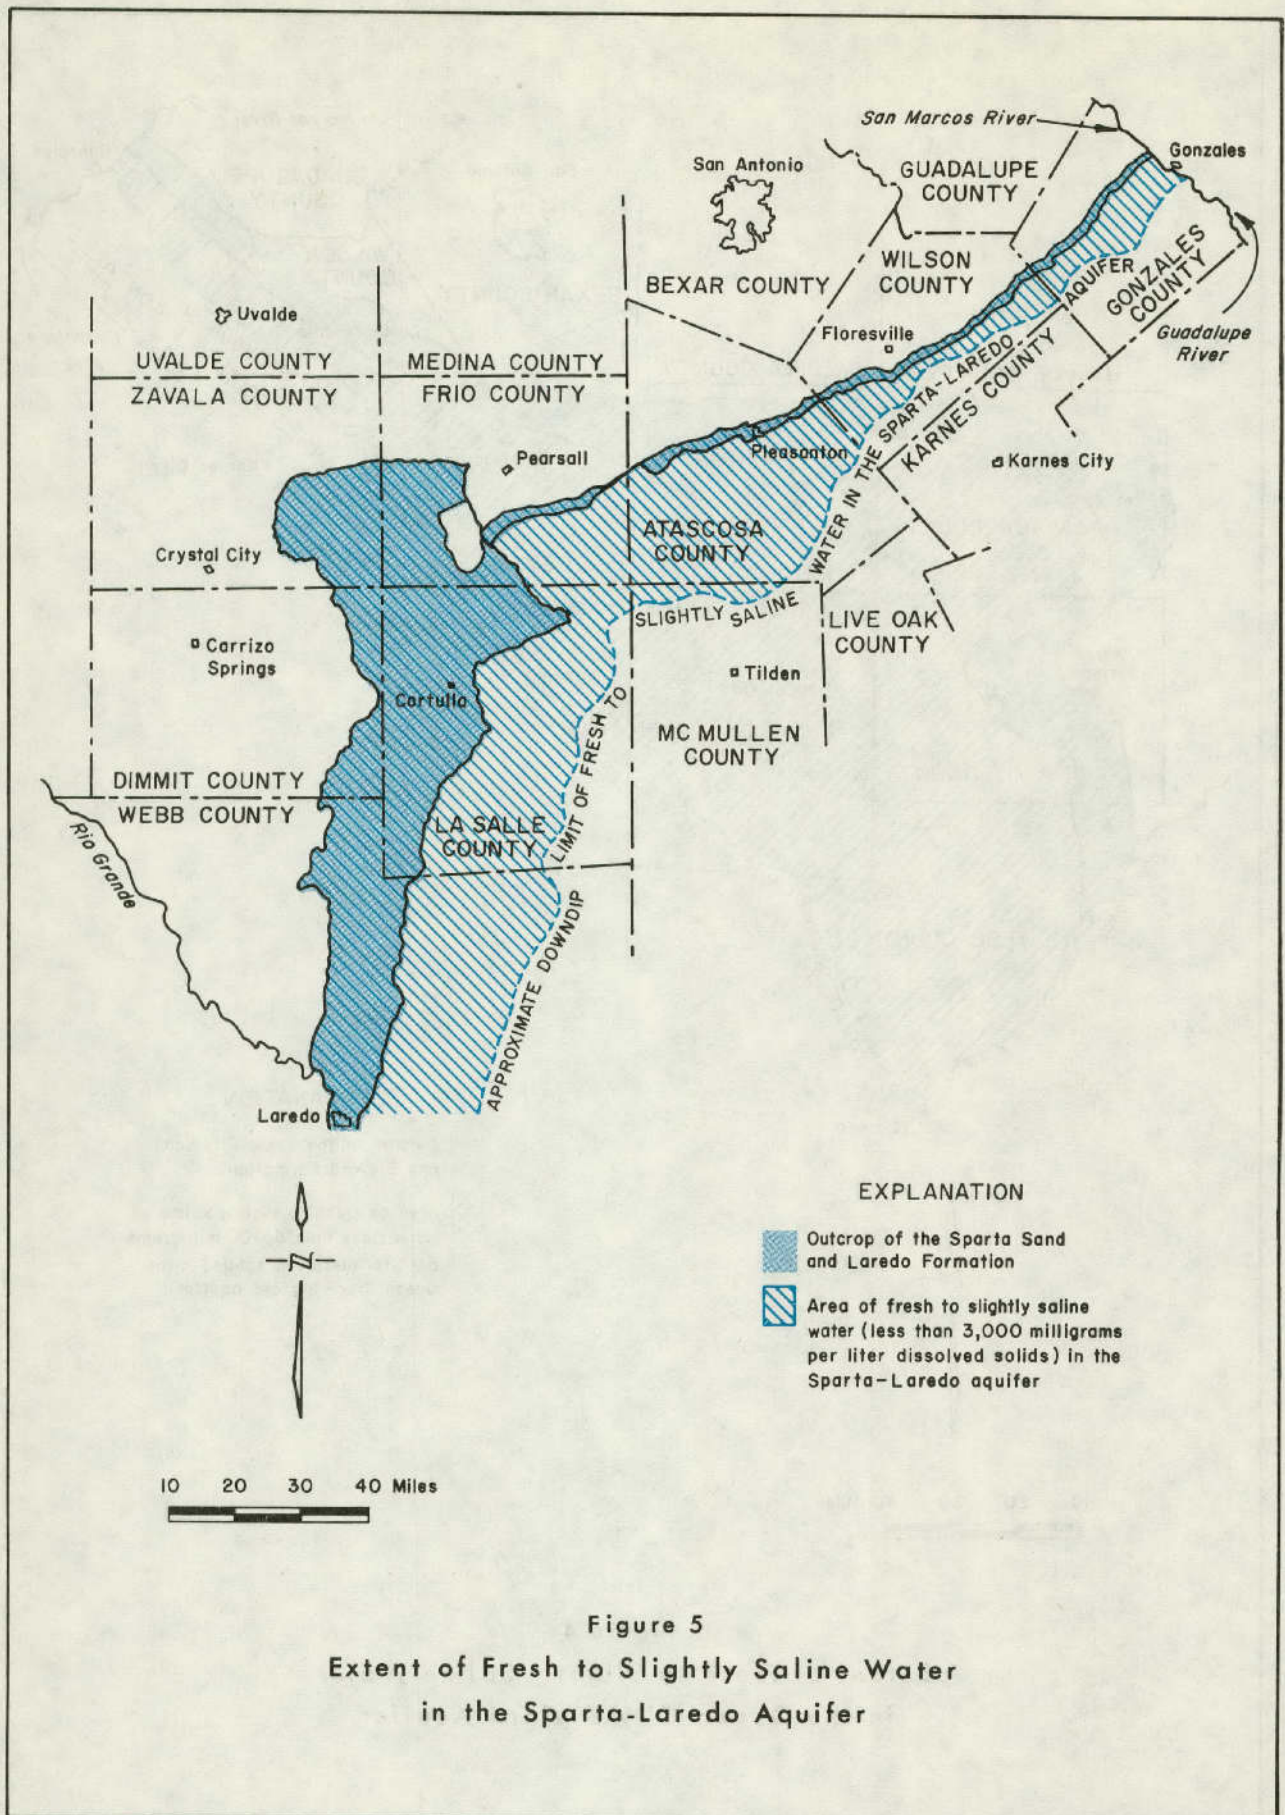 San Marcos River
San Antonio
GUADALUPE
COUNTY
Gonzales
BEXAR COUNTY
WILSON
COUNTY
GONZALES
COUNTY
Guadalupe
River
Uvalde
Floresville
UVALDE COUNTY
MEDINA COUNTY
ZAVALA COUNTY
FRIO COUNTY
Pearsall
Pleasanton
KARNES COUNTY
Karnes City
ATASCOSA
COUNTY
Crystal City
Carrizo
Springs
Cartulla
LIVE OAK
COUNTY
Tilden
MC MULLEN
COUNTY
DIMMIT COUNTY
WEBB COUNTY
LA SALLE
COUNTY
Rio Grande
APPROXIMATE DOWNDIP LIMIT OF FRESH TO SLIGHTLY SALINE WATER IN THE SPARTA-LAREDO AQUIFER
Laredo
N
EXPLANATION
Outcrop of the Sparta Sand
and Laredo Formation
Area of fresh to slightly saline
water (less than 3,000 milligrams
per liter dissolved solids) in the
Sparta-Laredo aquifer
10 20 30 40 Miles
Figure 5
Extent of Fresh to Slightly Saline Water
in the Sparta-Laredo Aquifer